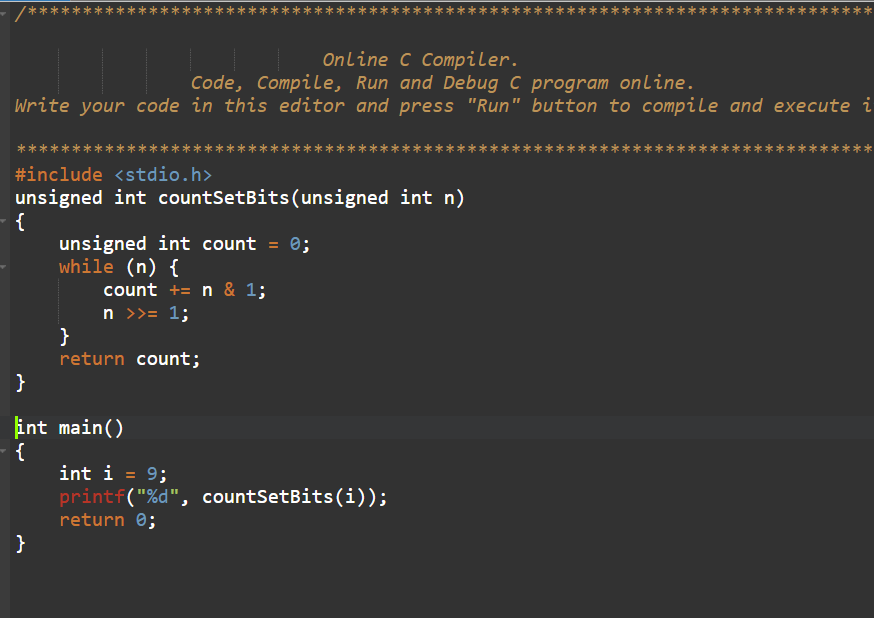 /******************************************************************************
Online C Compiler.
Code, Compile, Run and Debug C program online.
Write your code in this editor and press "Run" button to compile and execute i
*******************************************************************************
#include <stdio.h>
unsigned int countSetBits(unsigned int n)
{
    unsigned int count = 0;
    while (n) {
        count += n & 1;
        n >>= 1;
    }
    return count;
}
int main()
{
    int i = 9;
    printf("%d", countSetBits(i));
    return 0;
}